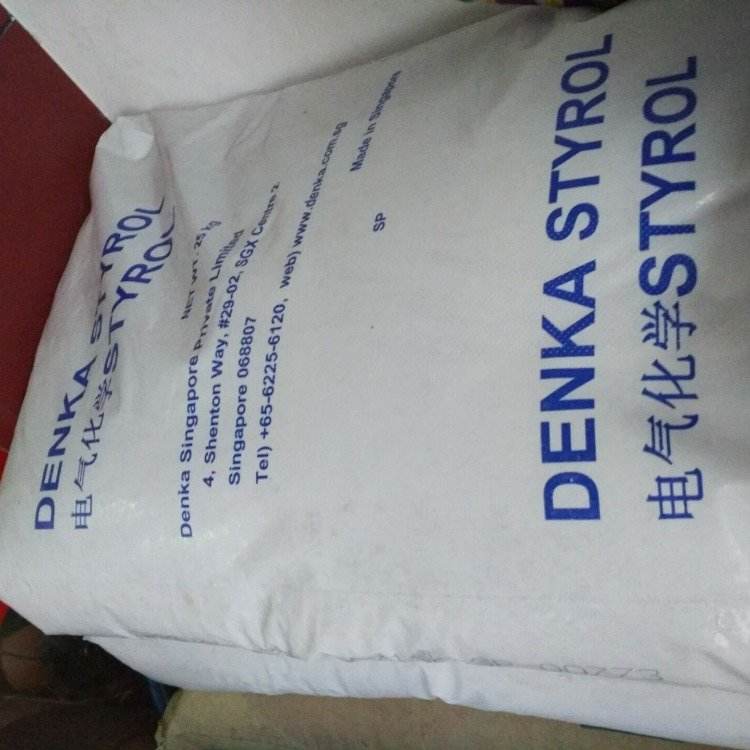 DENKA STYROL
电气化学STYROL
NET WT. 25 kg
Denka Singapore Private Limited
4, Shenton Way, #29-02, SGX Centre 2,
Singapore 068807
Tel) +65-6225-6120, web) www.denka.com.sg
Made in Singapore
SP
DENKA STYROL
电气化学STYROL